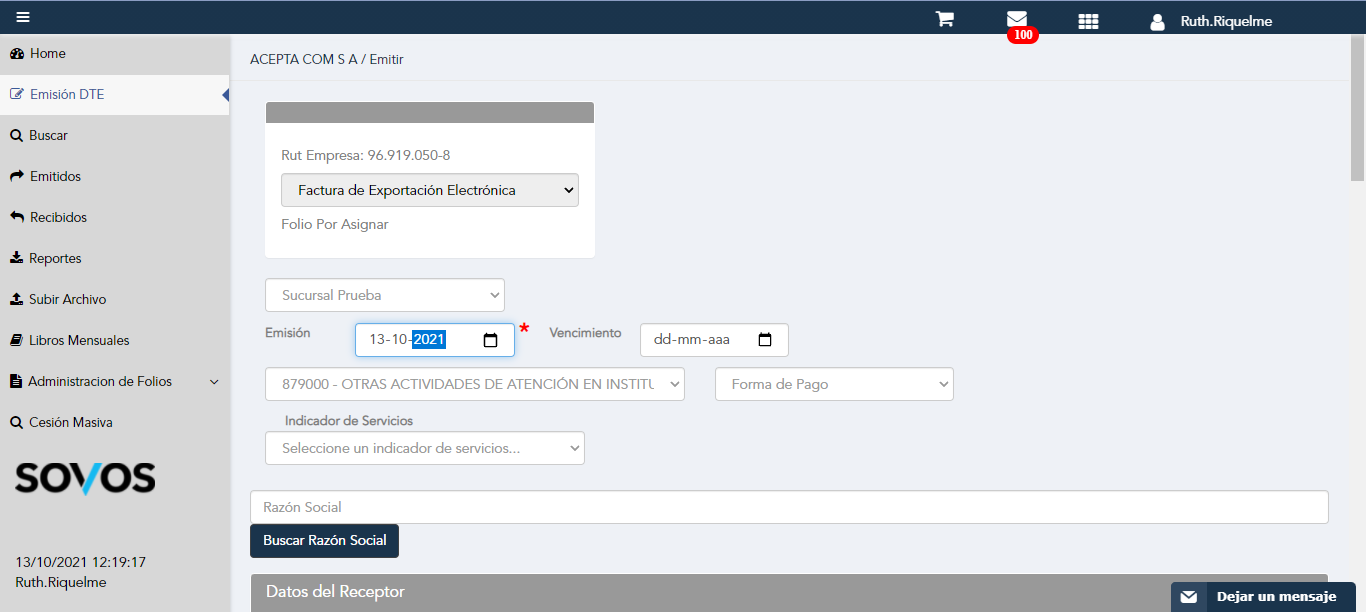 Ruth.Riquelme
100
Home
Emisión DTE
Buscar
Emitidos
Recibidos
Reportes
Subir Archivo
Libros Mensuales
Administracion de Folios
Cesión Masiva
SOVOS
13/10/2021 12:19:17
Ruth.Riquelme
ACEPTA COM S A / Emitir
Rut Empresa: 96.919.050-8
Factura de Exportación Electrónica
Folio Por Asignar
Sucursal Prueba
Emisión 13-10-2021 * Vencimiento dd-mm-aaa
879000 - OTRAS ACTIVIDADES DE ATENCIÓN EN INSTITU Forma de Pago
Indicador de Servicios
Seleccione un indicador de servicios...
Razón Social
Buscar Razón Social
Datos del Receptor
Dejar un mensaje